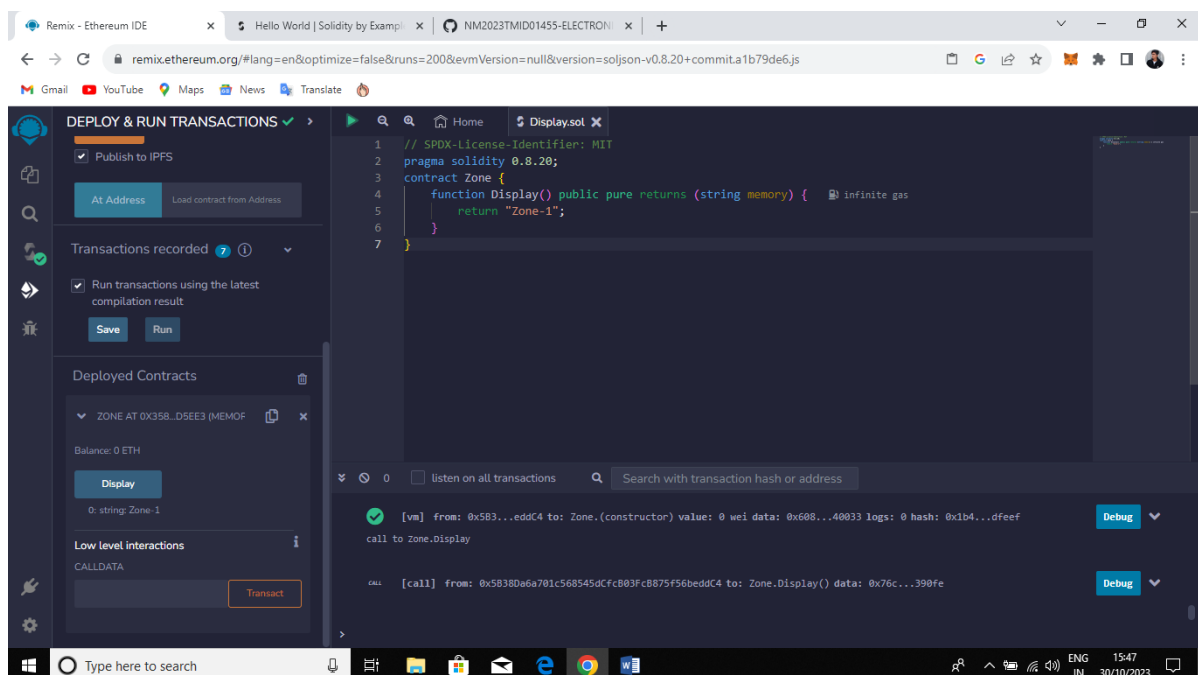 Remix - Ethereum IDE
Hello World | Solidity by Exampl
NM2023TMID01455-ELECTRONI
remix.ethereum.org/#lang=en&optimize=false&runs=200&evmVersion=null&version=soljson-v0.8.20+commit.a1b79de6.js
Gmail YouTube Maps News Translate
DEPLOY & RUN TRANSACTIONS
Publish to IPFS
At Address Load contract from Address
Transactions recorded 7 i
Run transactions using the latest
compilation result
Save Run
Deployed Contracts
ZONE AT 0X358...D5EE3 (MEMOR
Balance: 0 ETH
Display
0: string: Zone-1
Low level interactions i
CALLDATA
Transact
Home Display.sol
1 // SPDX-License-Identifier: MIT
2 pragma solidity 0.8.20;
3 contract Zone {
4 function Display() public pure returns (string memory) { infinite gas
5 return "Zone-1";
6 }
7 }
0 listen on all transactions Search with transaction hash or address
[vm] from: 0x5B3...eddC4 to: Zone.(constructor) value: 0 wei data: 0x608...40033 logs: 0 hash: 0x1b4...dfeef Debug
call to Zone.Display
CALL [call] from: 0x5B38Da6a701c568545dCfcB03FcB875f56beddC4 to: Zone.Display() data: 0x76c...390fe Debug
>
Type here to search
ENG
IN
15:47
30/10/2023